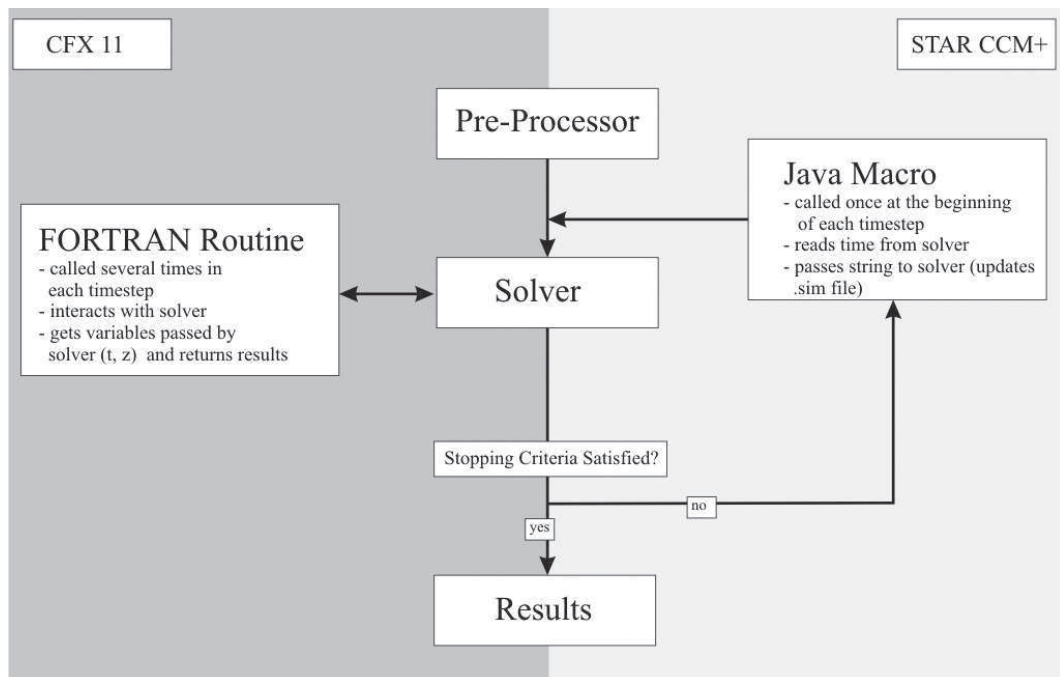 CFX 11
STAR CCM+
Pre-Processor
Java Macro
- called once at the beginning
of each timestep
- reads time from solver
- passes string to solver (updates
.sim file)
FORTRAN Routine
- called several times in
each timestep
- interacts with solver
- gets variables passed by
solver (t, z) and returns results
Solver
Stopping Criteria Satisfied?
no
yes
Results